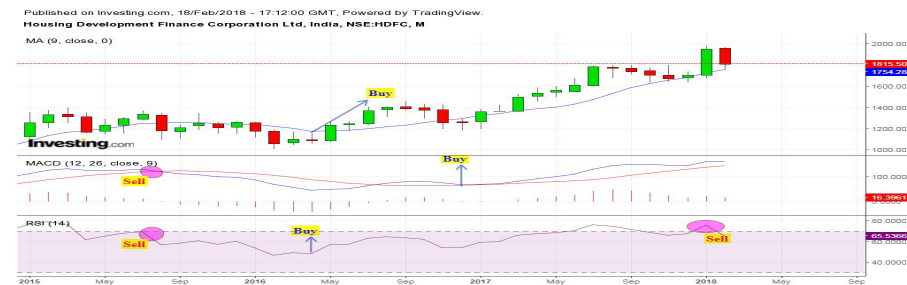 Published on Investing.com, 18/Feb/2018 - 17:12:00 GMT, Powered by TradingView.
Housing Development Finance Corporation Ltd, India, NSE:HDFC, M
MA (9, close, 0)
2000.00
1815.50
1754.28
1600.00
Buy
1400.00
1200.00
Investing.com
1000.00
MACD (12, 26, close, 9)
Buy
Sell
100.000
16.3961
0.0000
RSI (14)
80.0000
Buy
Sell
Sell
65.5366
60.0000
40.0000
2015 May Sep 2016 May Sep 2017 May Sep 2018 May Sep